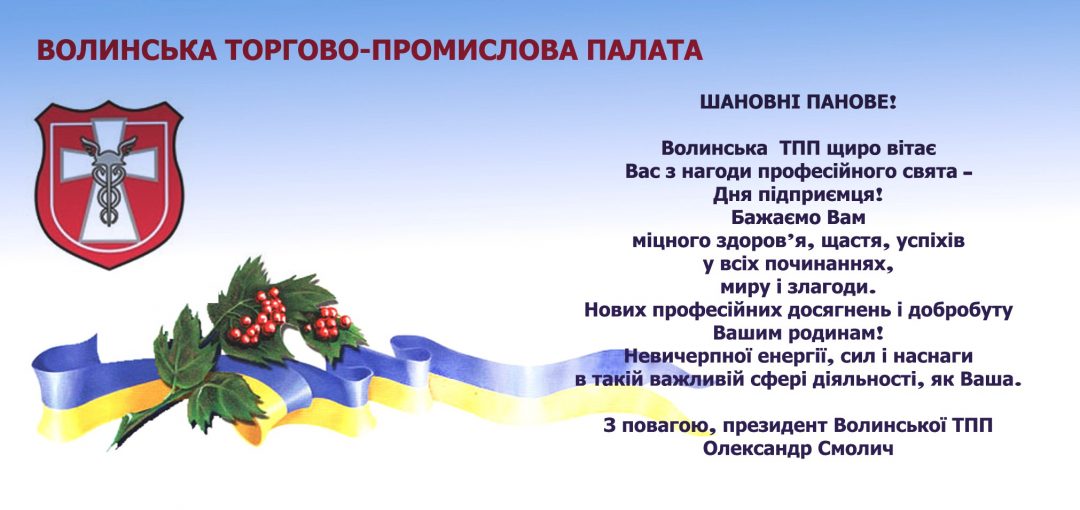 ВОЛИНСЬКА ТОРГОВО-ПРОМИСЛОВА ПАЛАТА
ШАНОВНІ ПАНОВЕ!
Волинська ТПП щиро вітає
Вас з нагоди професійного свята –
Дня підприємця!
Бажаємо Вам
міцного здоров’я, щастя, успіхів
у всіх починаннях,
миру і злагоди.
Нових професійних досягнень і добробуту
Вашим родинам!
Невичерпної енергії, сил і наснаги
в такій важливій сфері діяльності, як Ваша.
З повагою, президент Волинської ТПП
Олександр Смолич